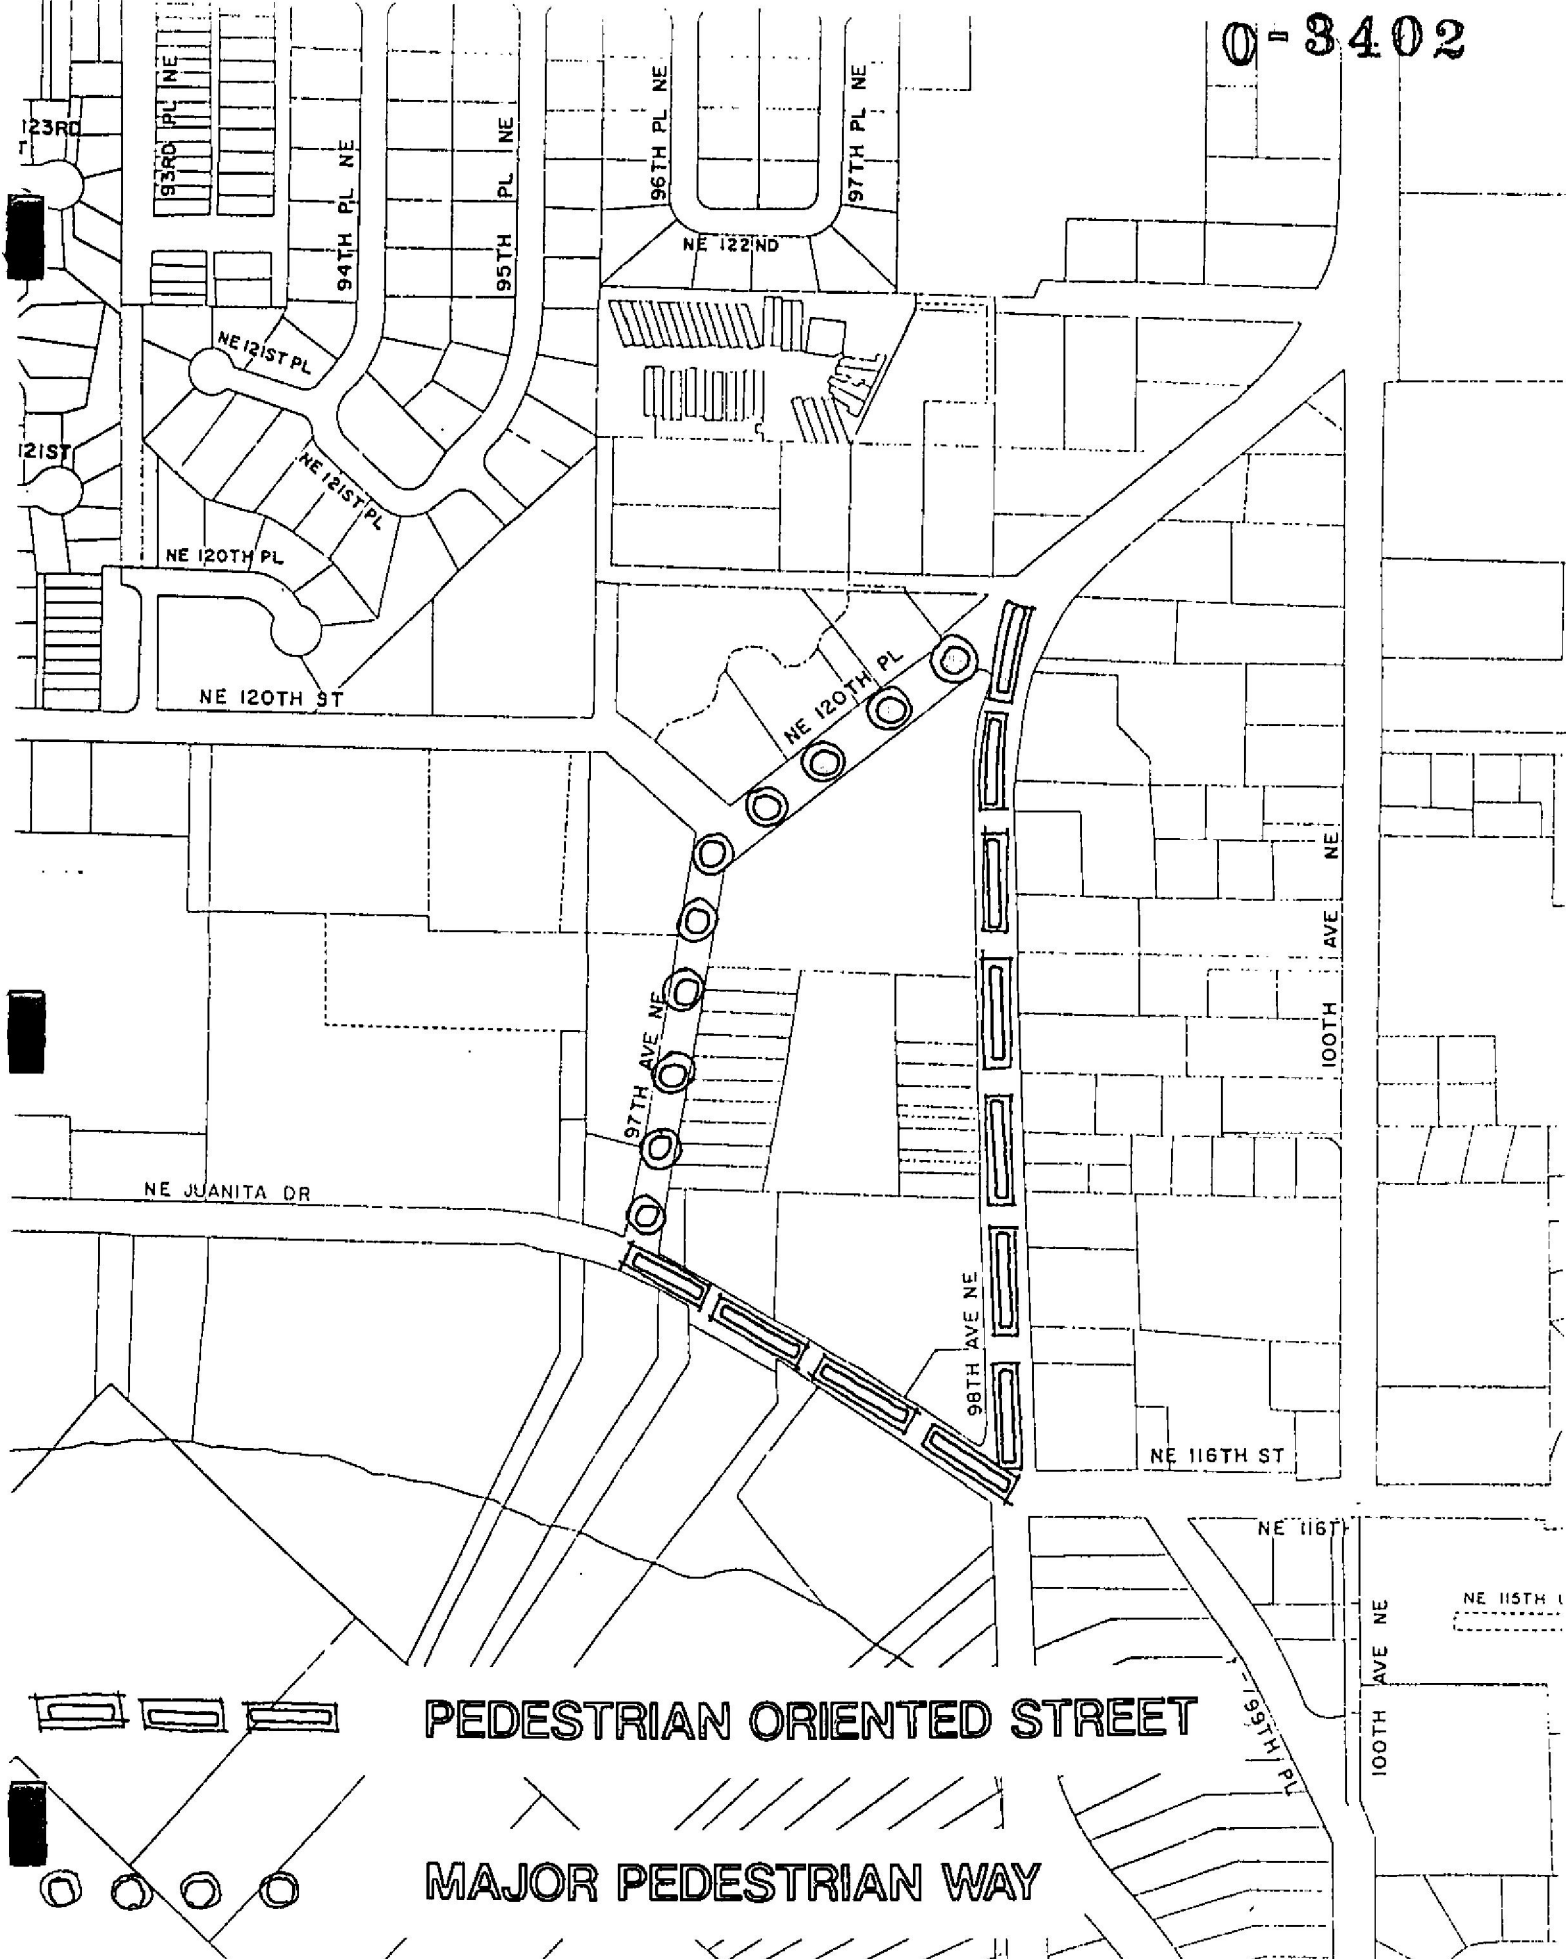 O-3402
123RD
93RD PL NE
94TH PL NE
95TH PL NE
96TH PL NE
97TH PL NE
NE 122ND
NE 121ST PL
121ST
NE 121ST PL
NE 120TH PL
NE 120TH ST
NE 120TH PL
100TH AVE NE
97TH AVE NE
NE JUANITA DR
98TH AVE NE
NE 116TH ST
NE 116TH
NE 115TH
100TH AVE NE
99TH PL
PEDESTRIAN ORIENTED STREET
MAJOR PEDESTRIAN WAY